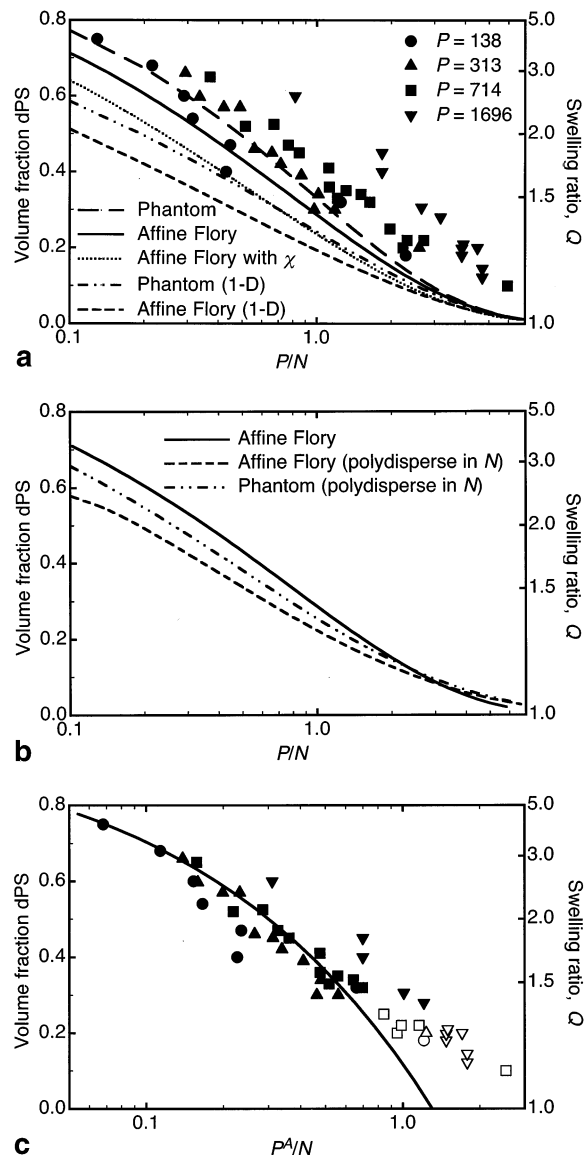 a
0.8
0.6
0.4
0.2
0.0
Volume fraction dPS
5.0
3.0
2.0
1.5
1.0
Swelling ratio, Q
P = 138
P = 313
P = 714
P = 1696
Phantom
Affine Flory
Affine Flory with χ
Phantom (1-D)
Affine Flory (1-D)
0.1
1.0
P/N
b
0.8
0.6
0.4
0.2
0.0
Volume fraction dPS
5.0
3.0
2.0
1.5
1.0
Swelling ratio, Q
Affine Flory
Affine Flory (polydisperse in N)
Phantom (polydisperse in N)
0.1
1.0
P/N
c
0.8
0.6
0.4
0.2
0.0
Volume fraction dPS
5.0
3.0
2.0
1.5
1.0
Swelling ratio, Q
0.1
1.0
P^A/N